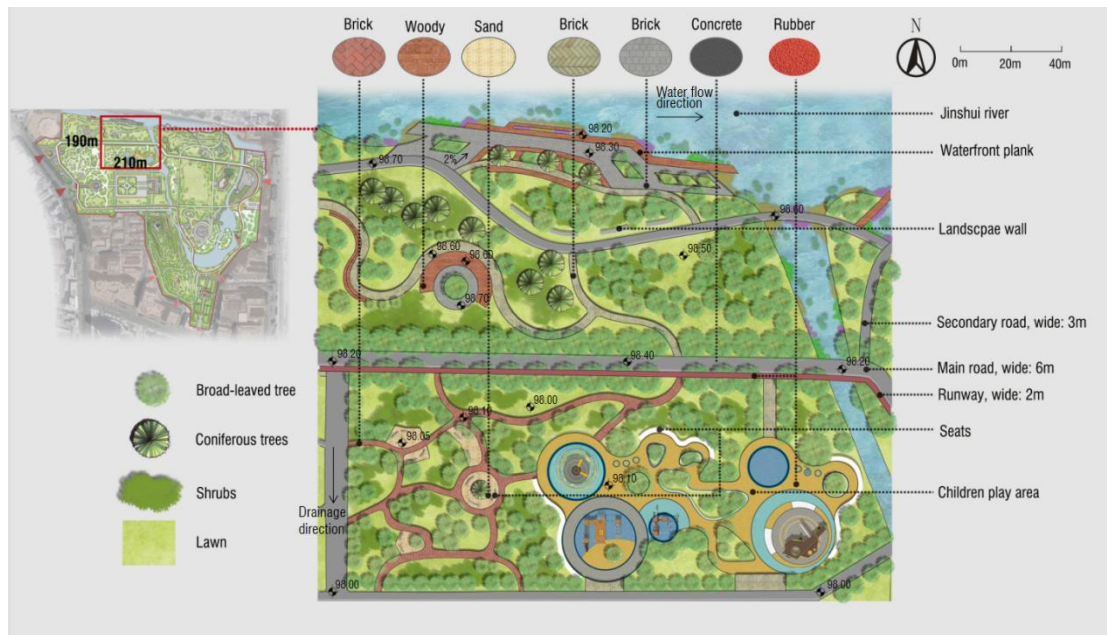 Brick
Woody
Sand
Brick
Brick
Concrete
Rubber
N
0m
20m
40m
Water flow
direction
Jinshui river
190m
210m
98.20
98.30
Waterfront plank
98.70
2%
98.60
Landscpae wall
98.50
98.60
98.60
98.70
Secondary road, wide: 3m
98.20
98.40
98.20
Main road, wide: 6m
Runway, wide: 2m
Broad-leaved tree
98.00
98.10
Seats
Coniferous trees
98.05
98.10
Children play area
Shrubs
Drainage
direction
Lawn
98.00
98.00